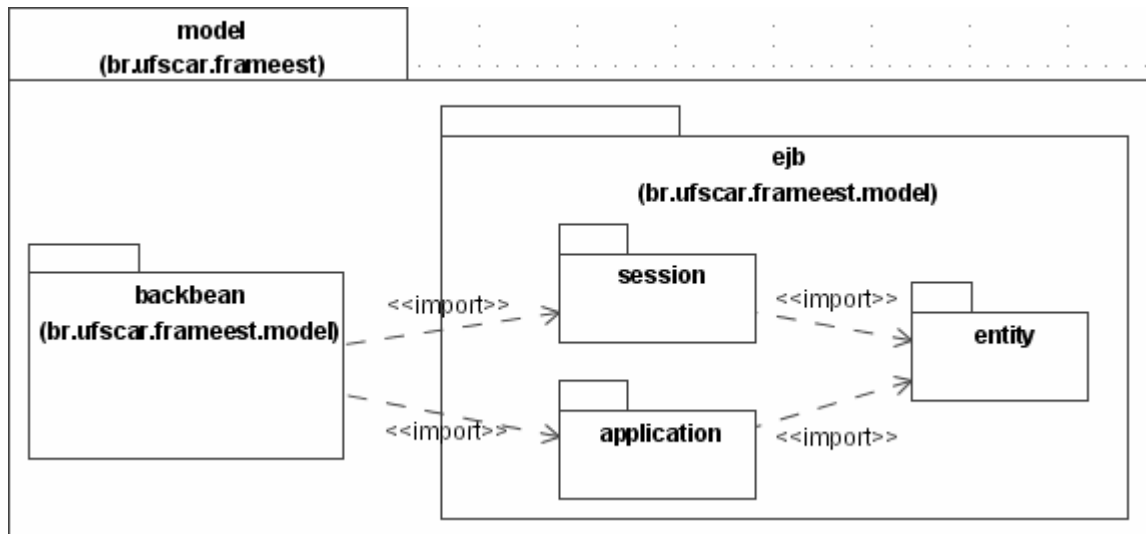 model
(br.ufscar.frameest)
ejb
(br.ufscar.frameest.model)
backbean
(br.ufscar.frameest.model)
<<import>>
session
<<import>>
entity
<<import>>
application
<<import>>